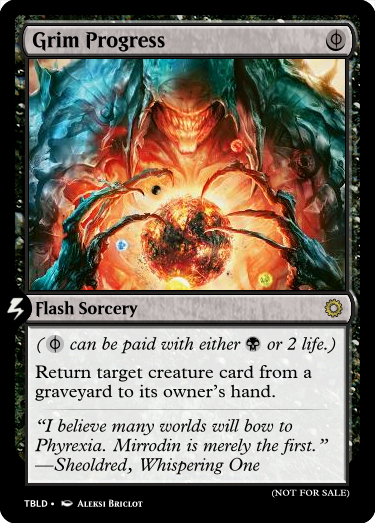 Grim Progress
Flash Sorcery
( can be paid with either or 2 life.)
Return target creature card from a
graveyard to its owner's hand.
"I believe many worlds will bow to
Phyrexia. Mirrodin is merely the first."
—Sheoldred, Whispering One
(NOT FOR SALE)
TBLD • Aleksi Briclot